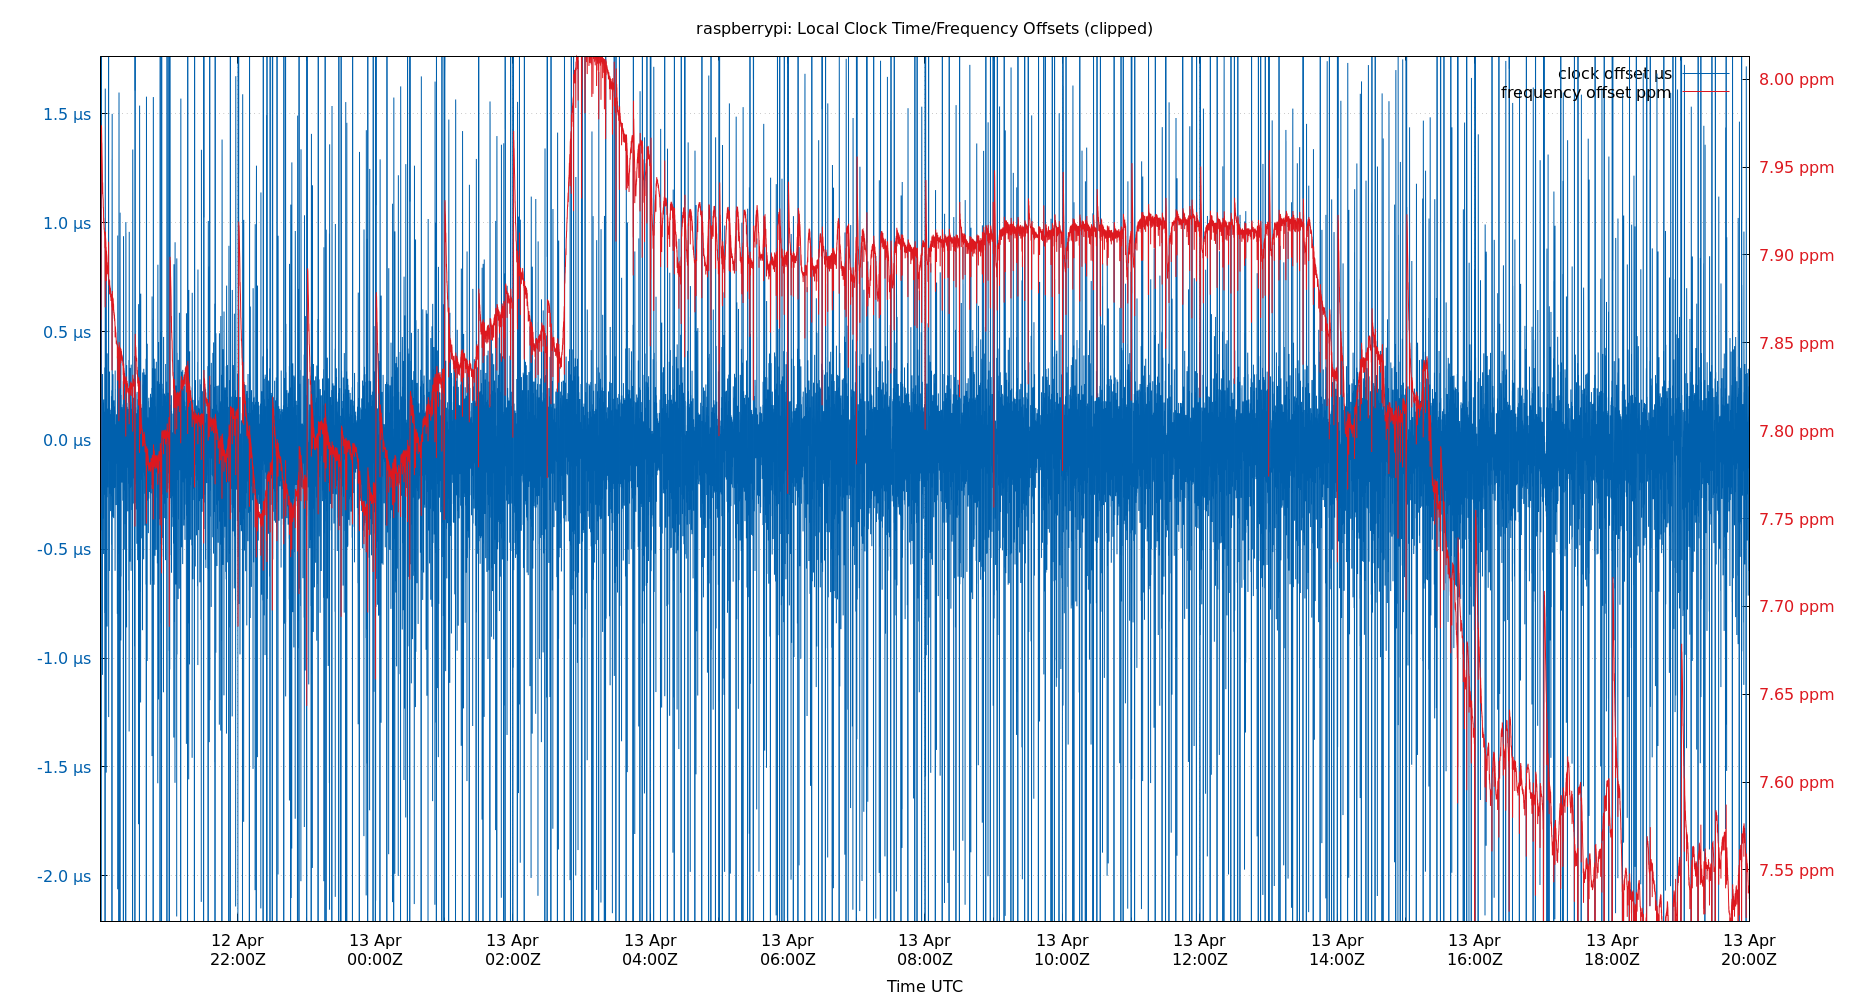 raspberrypi: Local Clock Time/Frequency Offsets (clipped)
clock offset µs
frequency offset ppm
1.5 µs
1.0 µs
0.5 µs
0.0 µs
-0.5 µs
-1.0 µs
-1.5 µs
-2.0 µs
8.00 ppm
7.95 ppm
7.90 ppm
7.85 ppm
7.80 ppm
7.75 ppm
7.70 ppm
7.65 ppm
7.60 ppm
7.55 ppm
12 Apr
22:00Z
13 Apr
00:00Z
13 Apr
02:00Z
13 Apr
04:00Z
13 Apr
06:00Z
13 Apr
08:00Z
13 Apr
10:00Z
13 Apr
12:00Z
13 Apr
14:00Z
13 Apr
16:00Z
13 Apr
18:00Z
13 Apr
20:00Z
Time UTC